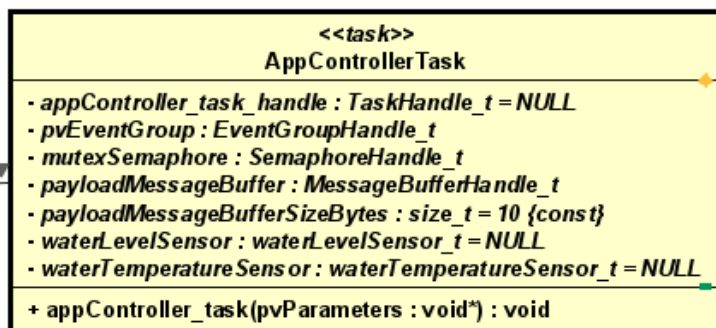 <<task>>
AppControllerTask
- appController_task_handle : TaskHandle_t = NULL
- pvEventGroup : EventGroupHandle_t
- mutexSemaphore : SemaphoreHandle_t
- payloadMessageBuffer : MessageBufferHandle_t
- payloadMessageBufferSizeBytes : size_t = 10 {const}
- waterLevelSensor : waterLevelSensor_t = NULL
- waterTemperatureSensor : waterTemperatureSensor_t = NULL
+ appController_task(pvParameters : void*) : void